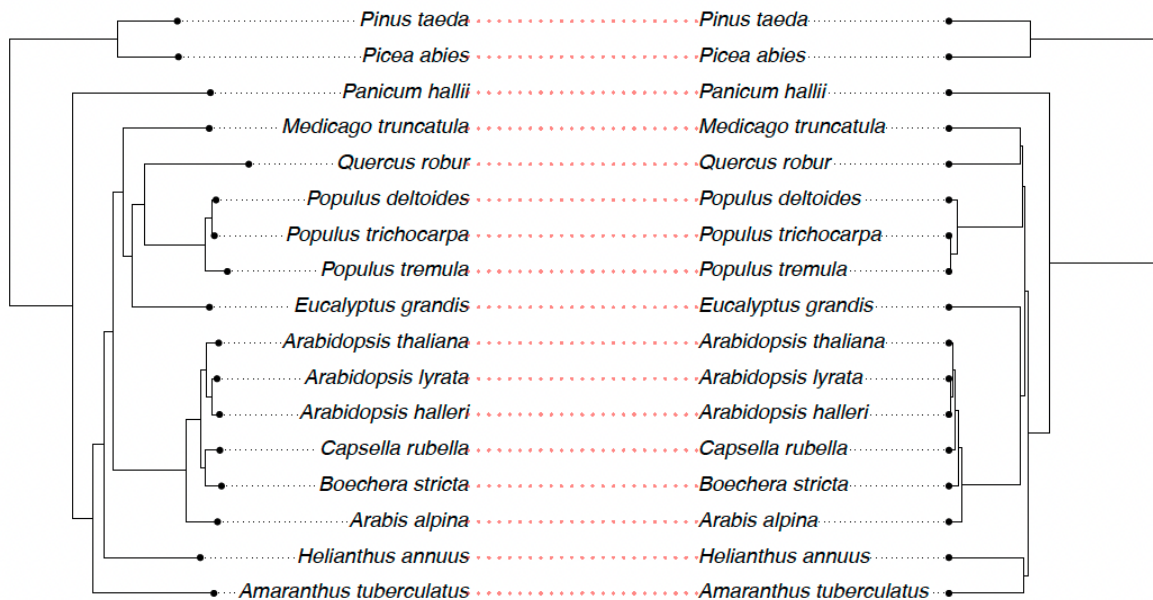 Pinus taeda Pinus taeda
Picea abies Picea abies
Panicum hallii Panicum hallii
Medicago truncatula Medicago truncatula
Quercus robur Quercus robur
Populus deltoides Populus deltoides
Populus trichocarpa Populus trichocarpa
Populus tremula Populus tremula
Eucalyptus grandis Eucalyptus grandis
Arabidopsis thaliana Arabidopsis thaliana
Arabidopsis lyrata Arabidopsis lyrata
Arabidopsis halleri Arabidopsis halleri
Capsella rubella Capsella rubella
Boechera stricta Boechera stricta
Arabis alpina Arabis alpina
Helianthus annuus Helianthus annuus
Amaranthus tuberculatus Amaranthus tuberculatus